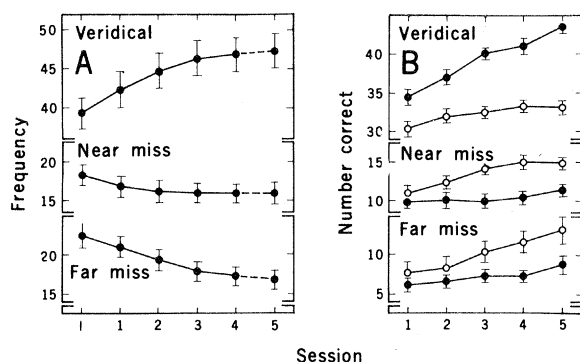 Veridical
A
Frequency
50
45
40
Near miss
20
15
Far miss
20
15
1 1 2 3 4 5
Veridical
B
Number correct
40
35
30
Near miss
15
10
Far miss
10
5
1 2 3 4 5
Session